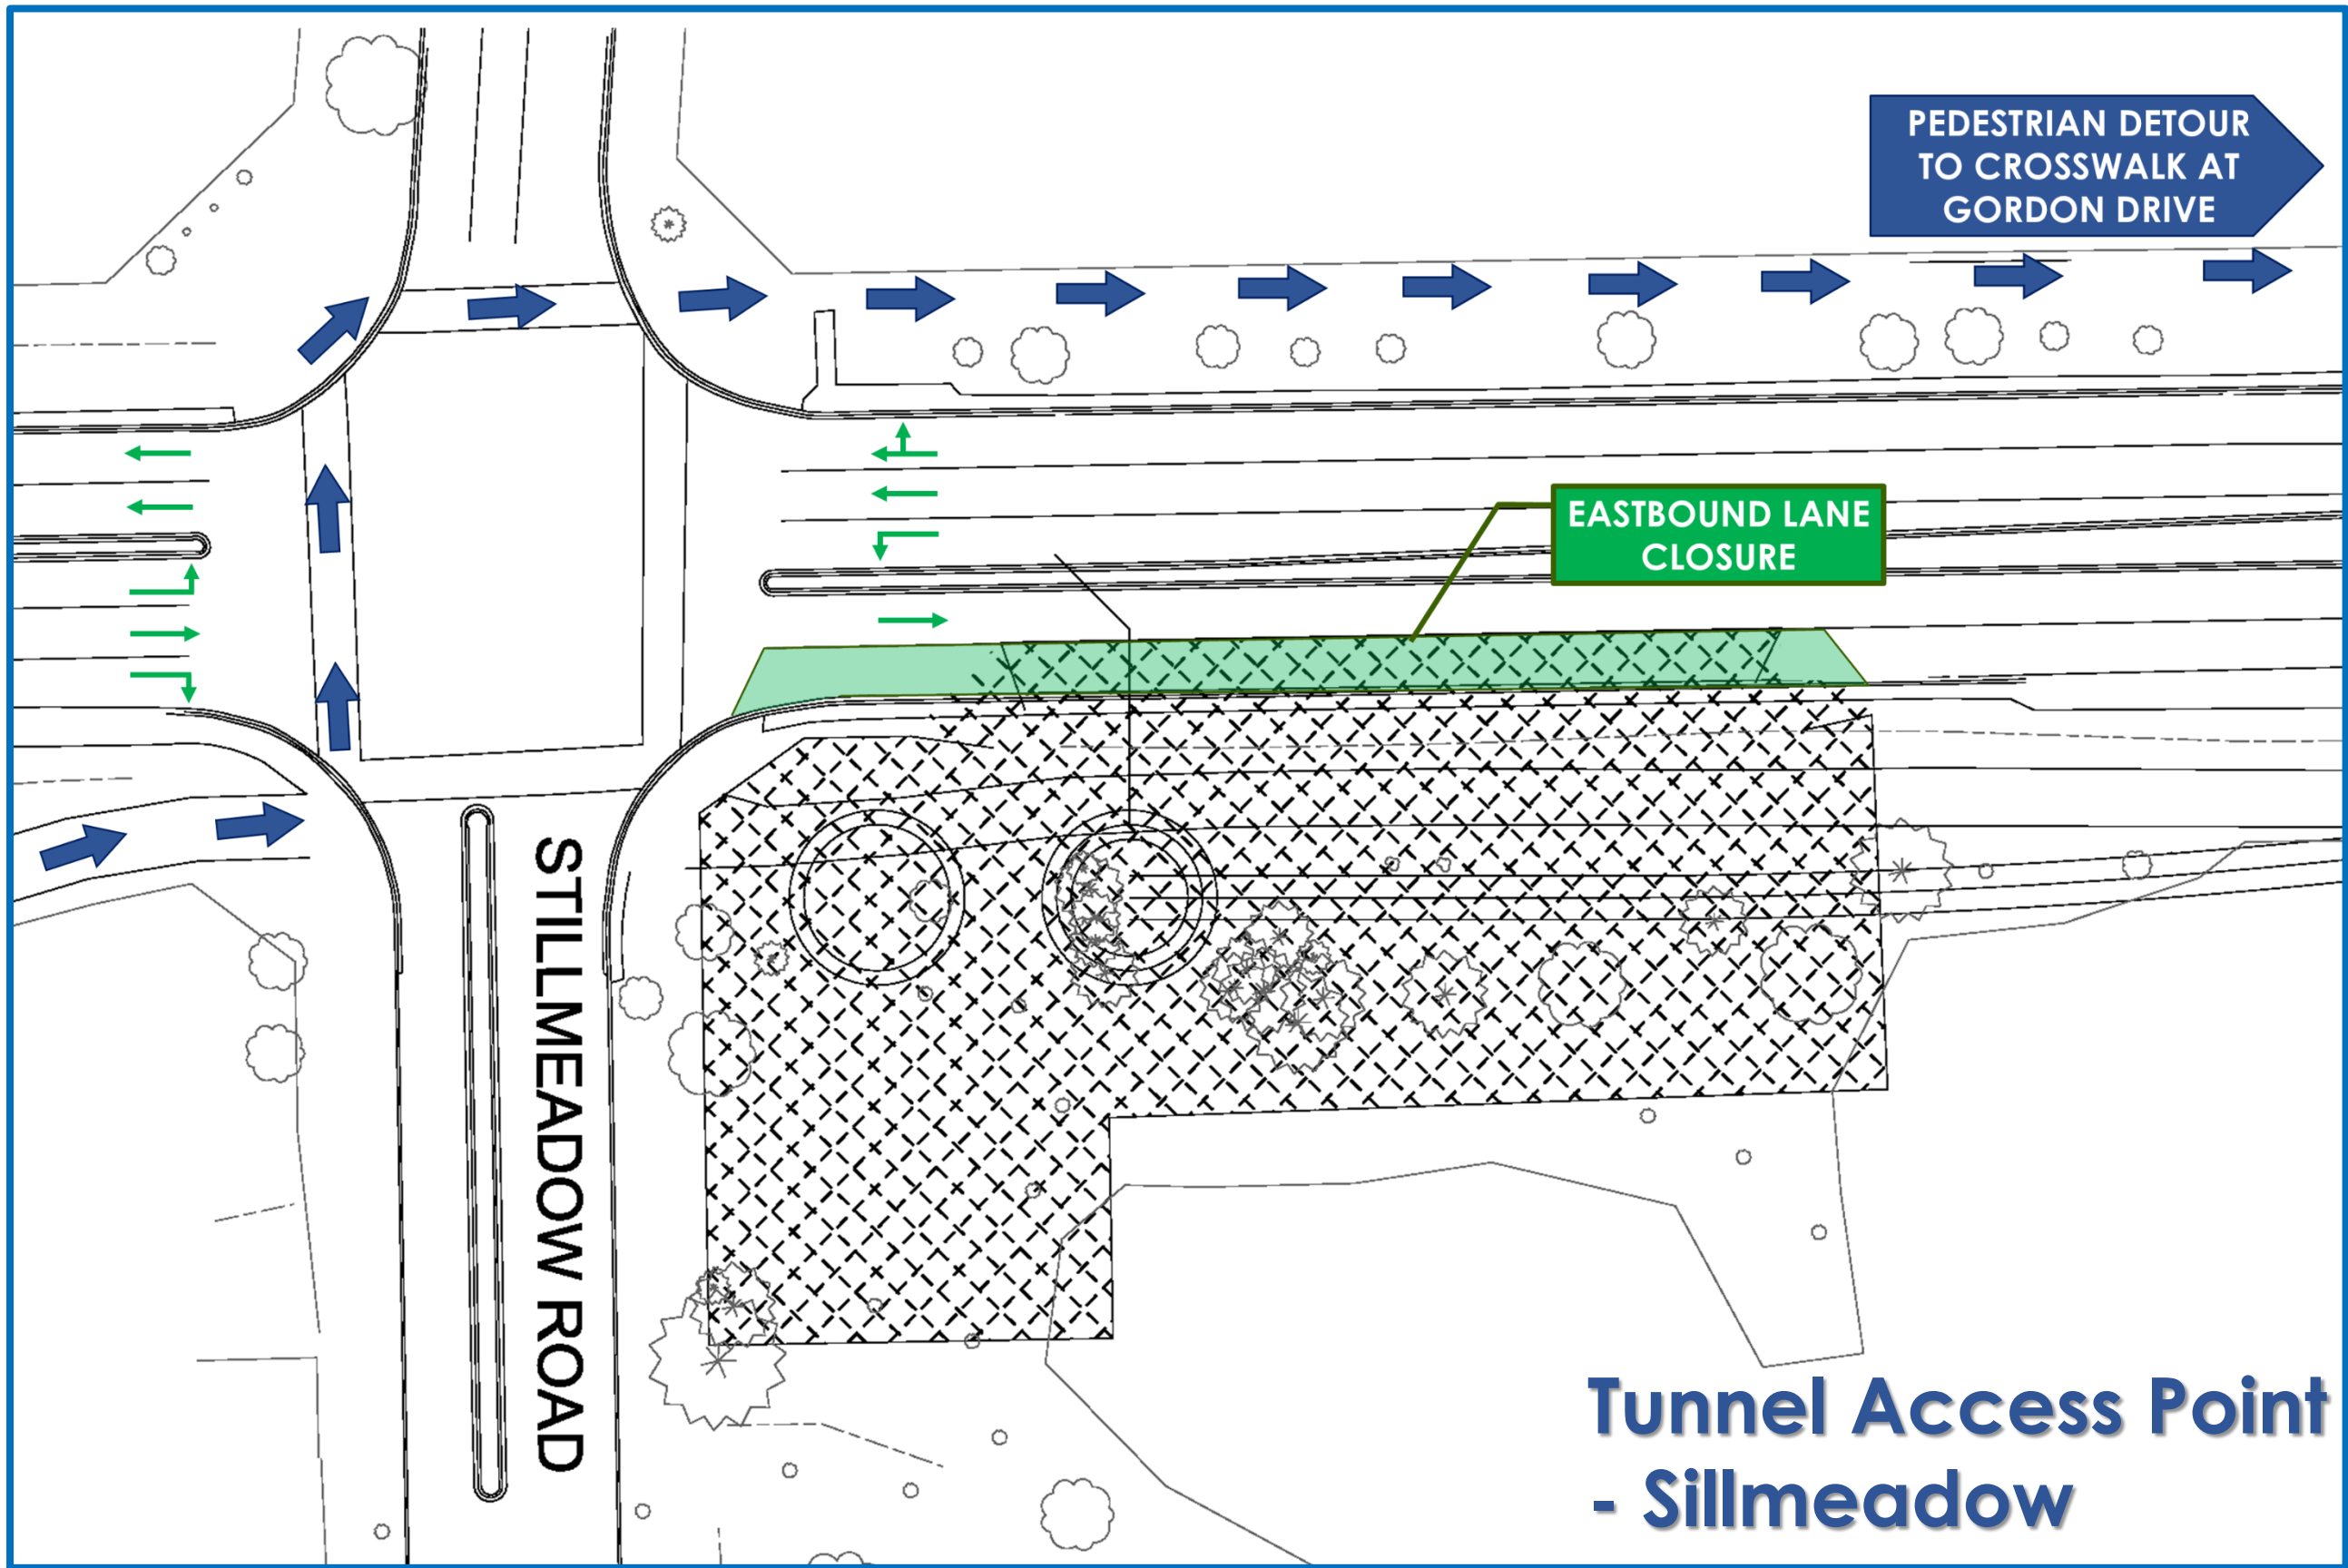 PEDESTRIAN DETOUR
TO CROSSWALK AT
GORDON DRIVE
EASTBOUND LANE
CLOSURE
STILLMEADOW ROAD
Tunnel Access Point
- Sillmeadow